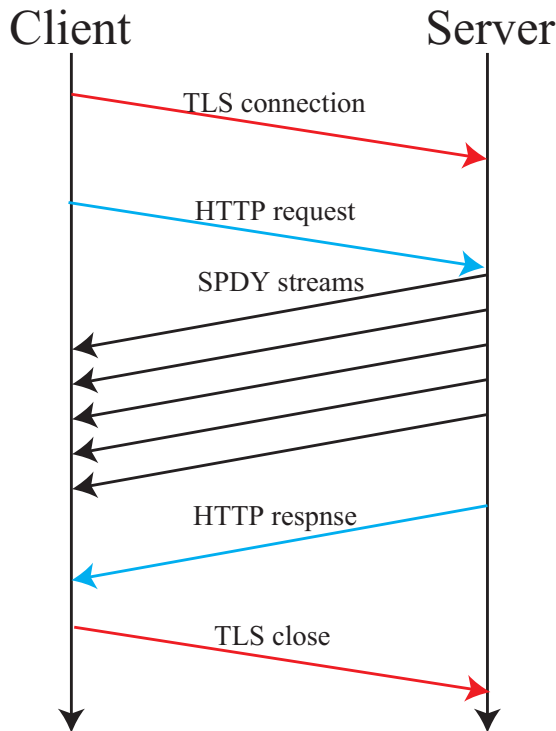 Client
Server
TLS connection
HTTP request
SPDY streams
HTTP respnse
TLS close